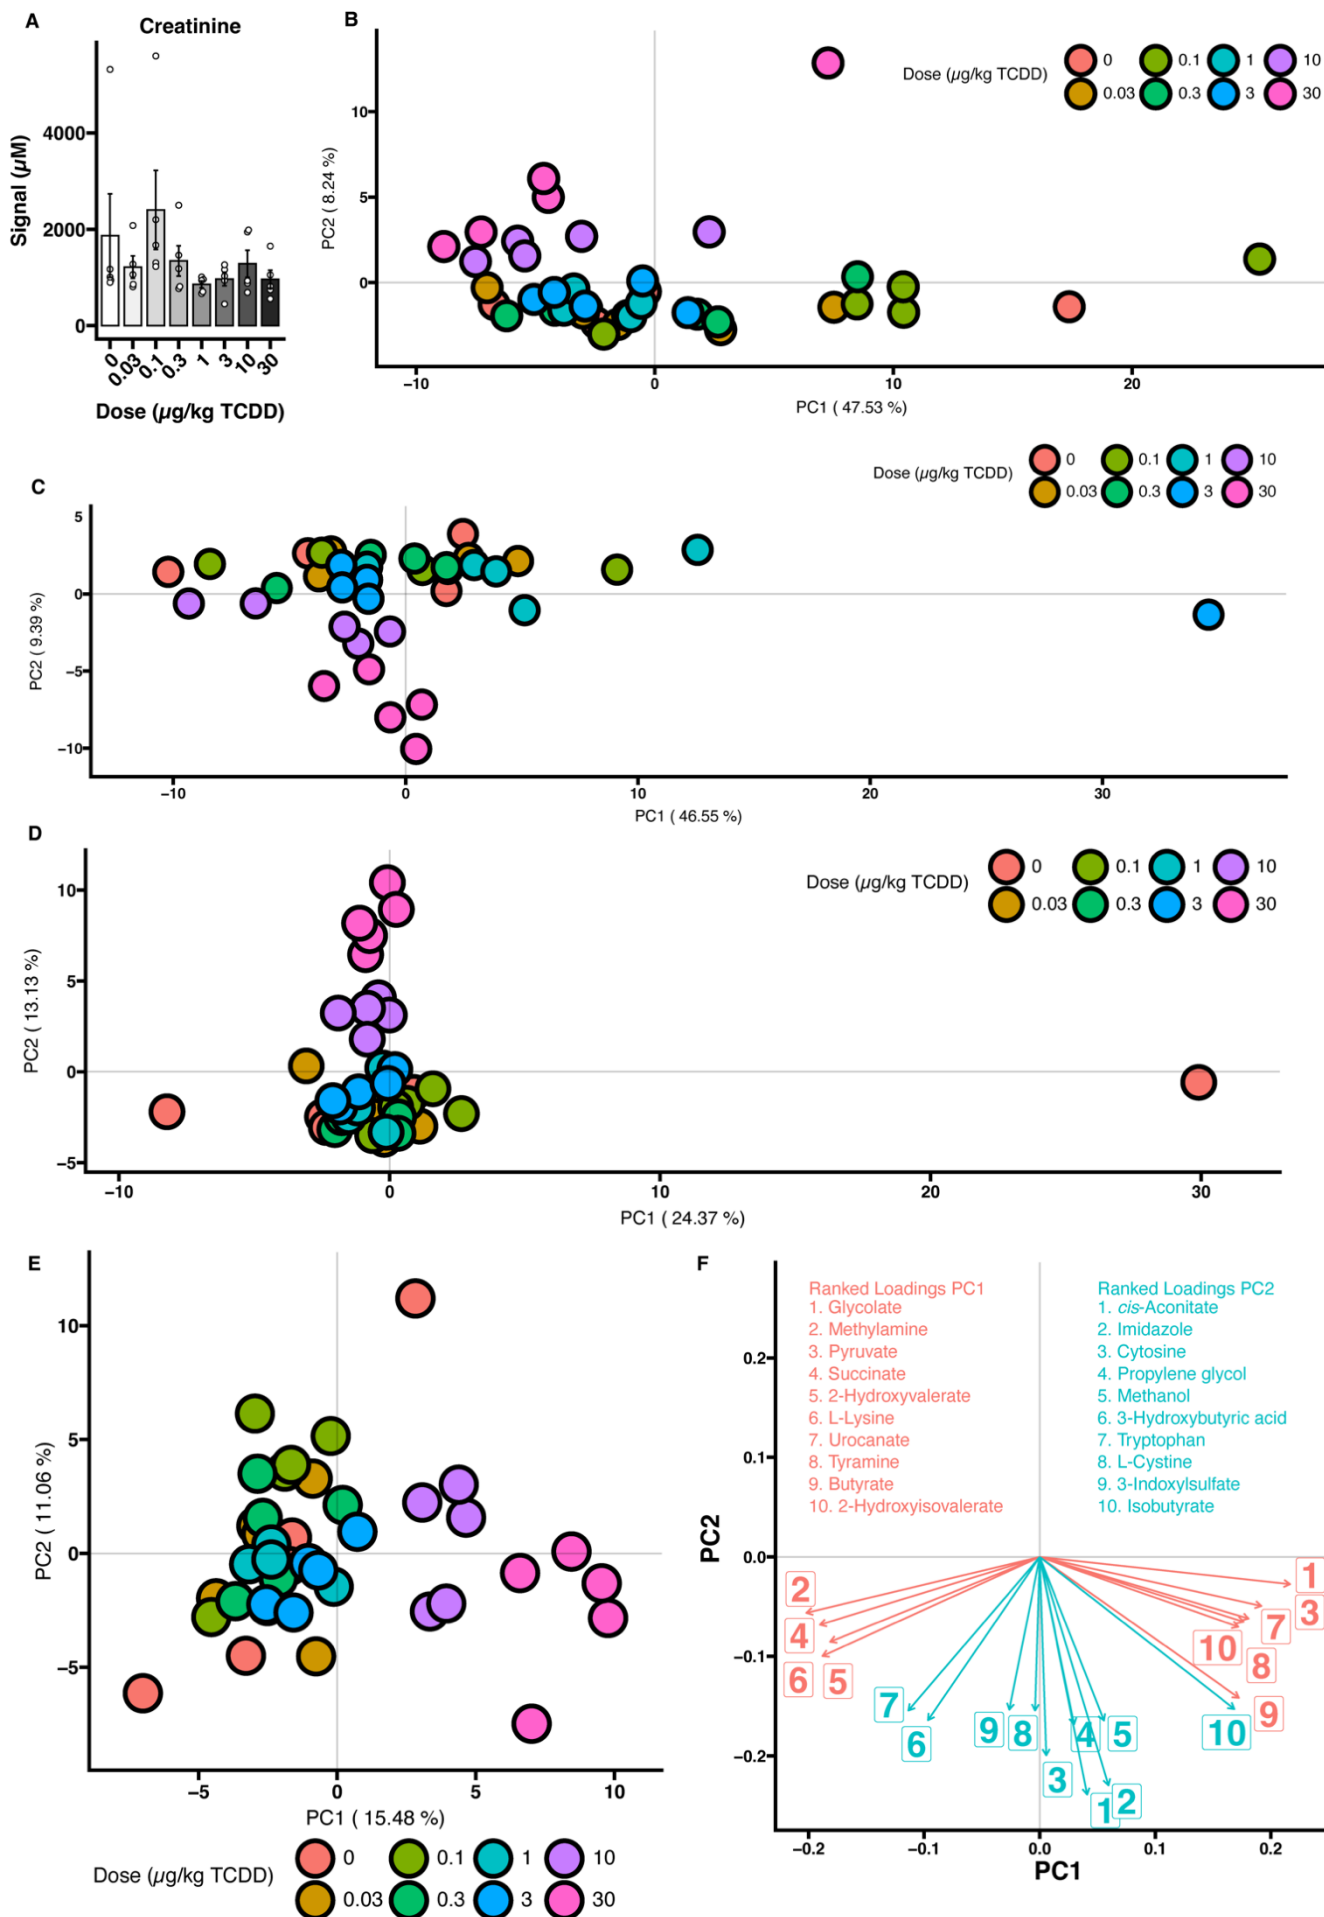 A
Creatinine
Signal (µM)
4000
2000
0
0
0.03
0.1
0.3
1
3
10
30
Dose (µg/kg TCDD)
B
Dose (µg/kg TCDD)
0
0.1
1
10
0.03
0.3
3
30
PC2 ( 8.24 %)
10
5
0
−10
0
10
20
PC1 ( 47.53 %)
C
Dose (µg/kg TCDD)
0
0.1
1
10
0.03
0.3
3
30
PC2 ( 9.39 %)
5
0
−5
−10
−10
0
10
20
30
PC1 ( 46.55 %)
D
Dose (µg/kg TCDD)
0
0.1
1
10
0.03
0.3
3
30
PC2 ( 13.13 %)
10
5
0
−5
−10
0
10
20
30
PC1 ( 24.37 %)
E
PC2 ( 11.06 %)
10
5
0
−5
−5
0
5
10
PC1 ( 15.48 %)
Dose (µg/kg TCDD)
0
0.1
1
10
0.03
0.3
3
30
F
Ranked Loadings PC1
1. Glycolate
2. Methylamine
3. Pyruvate
4. Succinate
5. 2-Hydroxyvalerate
6. L-Lysine
7. Urocanate
8. Tyramine
9. Butyrate
10. 2-Hydroxyisovalerate
Ranked Loadings PC2
1. cis-Aconitate
2. Imidazole
3. Cytosine
4. Propylene glycol
5. Methanol
6. 3-Hydroxybutyric acid
7. Tryptophan
8. L-Cystine
9. 3-Indoxylsulfate
10. Isobutyrate
PC2
0.2
0.1
0.0
−0.1
−0.2
1
2
3
4
7
10
8
6
5
7
9
10
6
9
8
4
5
3
1
2
−0.2
−0.1
0.0
0.1
0.2
PC1